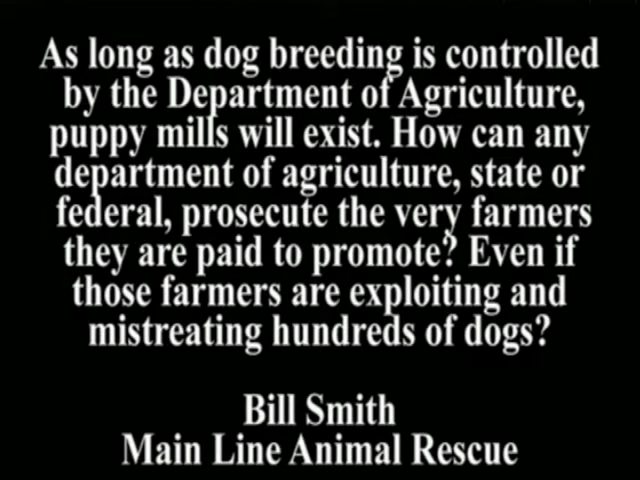 As long as dog breeding is controlled
by the Department of Agriculture,
puppy mills will exist. How can any
department of agriculture, state or
federal, prosecute the very farmers
they are paid to promote? Even if
those farmers are exploiting and
mistreating hundreds of dogs?
Bill Smith
Main Line Animal Rescue